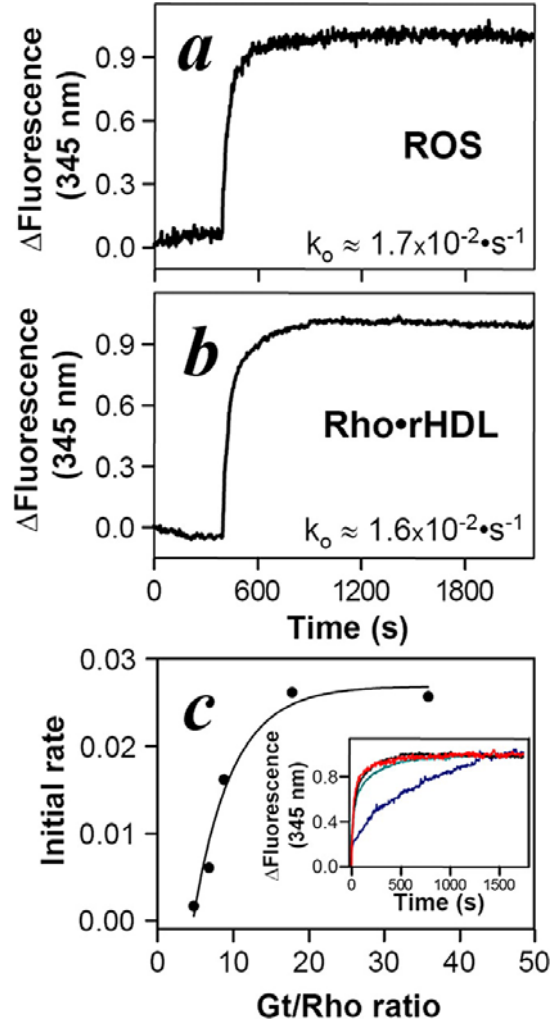 a
ΔFluorescence
(345 nm)
0.9
0.6
0.3
0.0
ROS
kₒ ≈ 1.7x10⁻²•s⁻¹
b
ΔFluorescence
(345 nm)
0.9
0.6
0.3
0.0
Rho•rHDL
kₒ ≈ 1.6x10⁻²•s⁻¹
0 600 1200 1800
Time (s)
c
Initial rate
0.03
0.02
0.01
0.00
ΔFluorescence
(345 nm)
0.8
0.4
0.0
0 500 1000 1500
Time (s)
0 10 20 30 40 50
Gt/Rho ratio